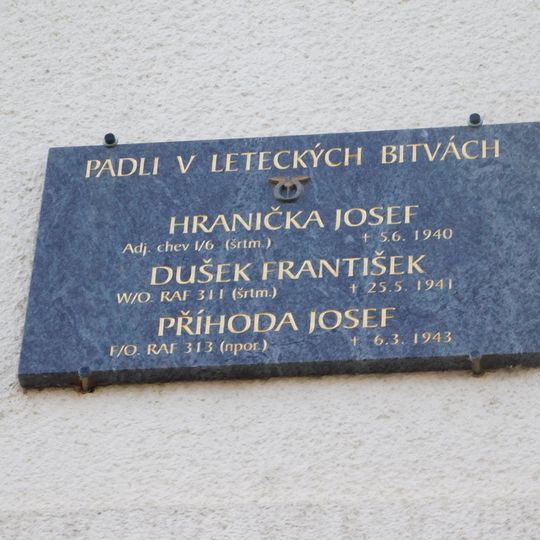 PADLI V LETECKÝCH BITVÁCH
HRANIČKA JOSEF
Adj. chev I/6 (šrtm.) + 5.6. 1940
DUŠEK FRANTIŠEK
W/O. RAF 311 (šrtm.) + 25.5. 1941
PŘÍHODA JOSEF
F/O. RAF 313 (npor.) + 6.3. 1943